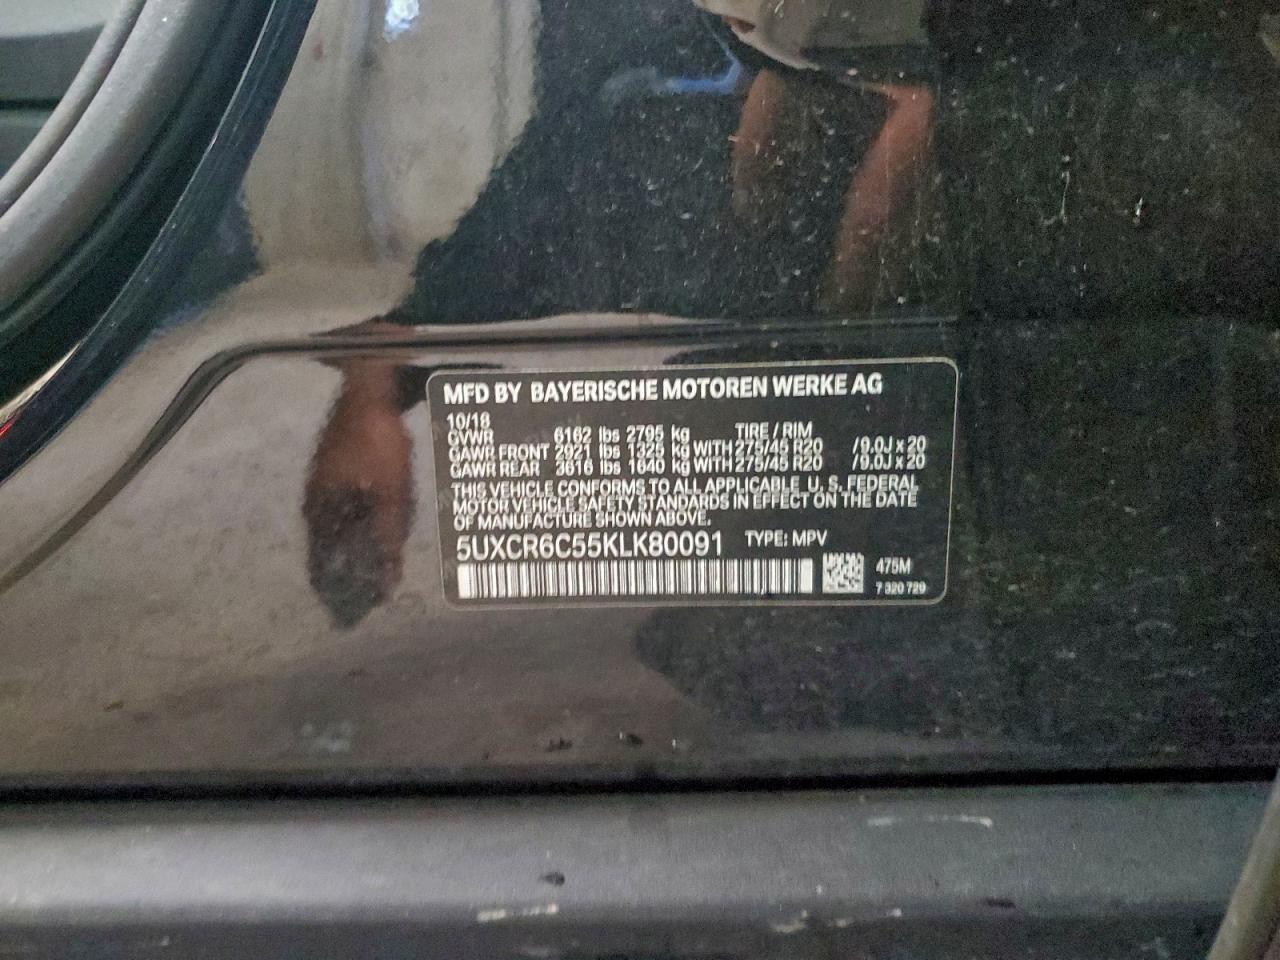 MFD BY BAYERISCHE MOTOREN WERKE AG
10/18
GVWR 6162 lbs 2795 kg TIRE / RIM
GAWR FRONT 2921 lbs 1325 kg WITH 275/45 R20 /9.0J x 20
GAWR REAR 3616 lbs 1640 kg WITH 275/45 R20 /9.0J x 20
THIS VEHICLE CONFORMS TO ALL APPLICABLE U. S. FEDERAL
MOTOR VEHICLE SAFETY STANDARDS IN EFFECT ON THE DATE
OF MANUFACTURE SHOWN ABOVE.
5UXCR6C55KLK80091 TYPE: MPV
475M
7 320 729